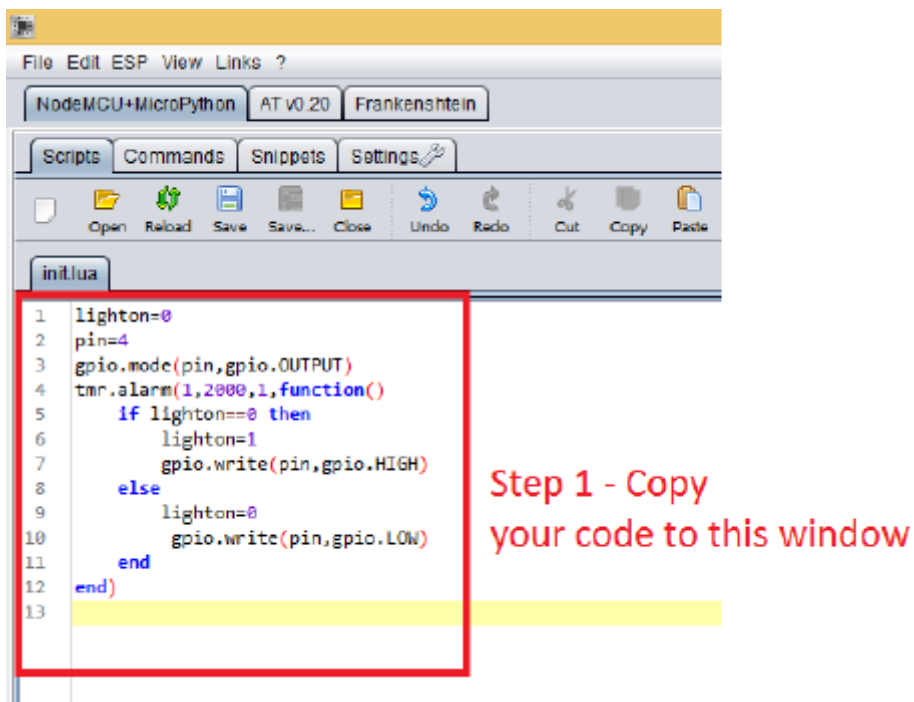 File Edit ESP View Links ?
NodeMCU+MicroPython AT v0.20 Frankenshtein
Scripts Commands Snippets Settings
Open Reload Save Save... Close Undo Redo Cut Copy Paste
init.lua
1 lighton=0
2 pin=4
3 gpio.mode(pin,gpio.OUTPUT)
4 tmr.alarm(1,2000,1,function()
5     if lighton==0 then
6         lighton=1
7         gpio.write(pin,gpio.HIGH)
8     else
9         lighton=0
10         gpio.write(pin,gpio.LOW)
11     end
12 end)
13
Step 1 - Copy
your code to this window